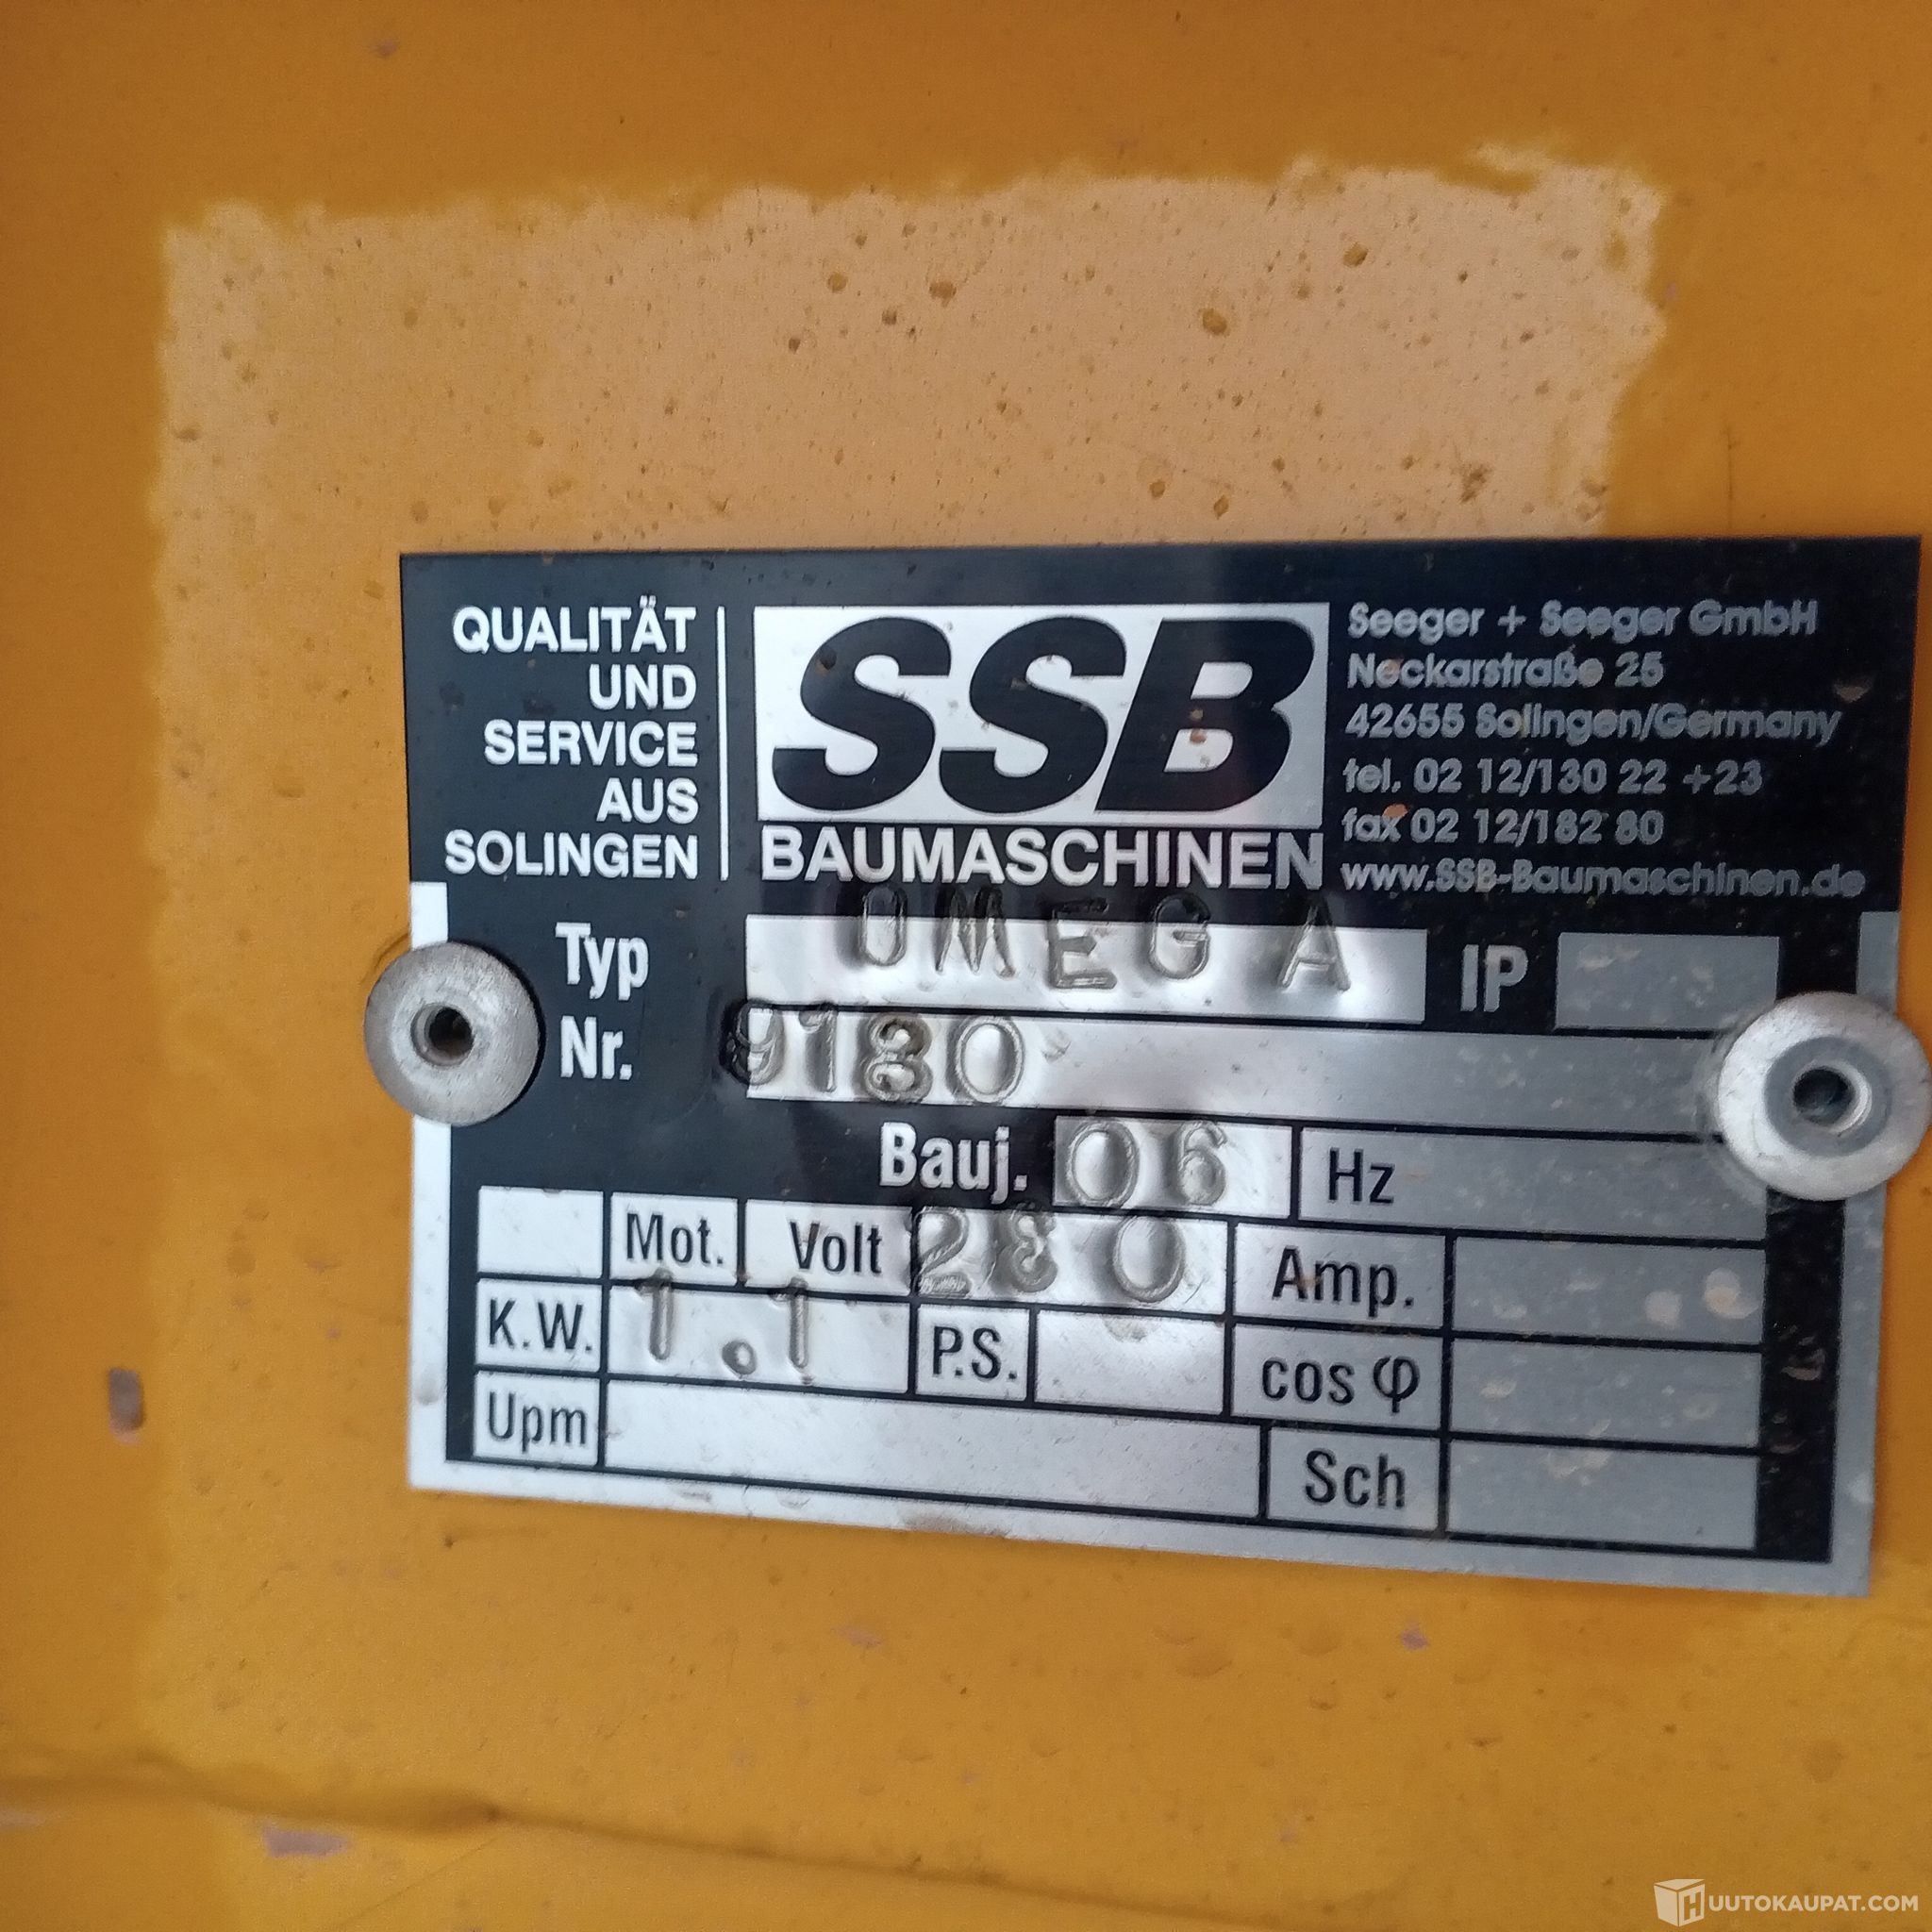 QUALITÄT
UND
SERVICE
AUS
SOLINGEN
SSB
BAUMASCHINEN
Seeger + Seeger GmbH
Neckarstraße 25
42655 Solingen/Germany
tel. 02 12/130 22 +23
fax 02 12/182 80
www.SSB-Baumaschinen.de
Typ OMEGA IP
Nr. 9180
Bauj. 06 Hz
Mot. Volt Amp.
K.W. 1.1 P.S. cos φ
Upm Sch
HUUTOKAUPAT.COM